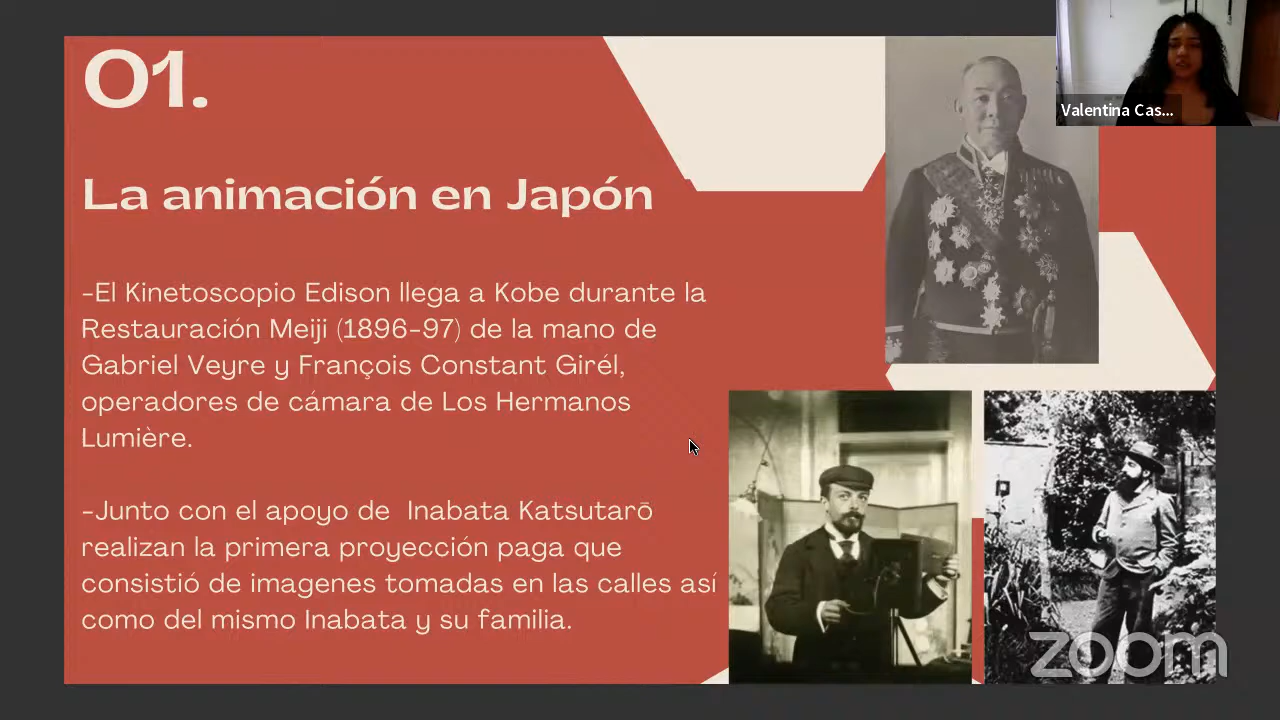 01.
La animación en Japón
-El Kinetoscopio Edison llega a Kobe durante la
Restauración Meiji (1896-97) de la mano de
Gabriel Veyre y François Constant Girél,
operadores de cámara de Los Hermanos
Lumière.
-Junto con el apoyo de Inabata Katsutarō
realizan la primera proyección paga que
consistió de imagenes tomadas en las calles así
como del mismo Inabata y su familia.
Valentina Cas...
zoom